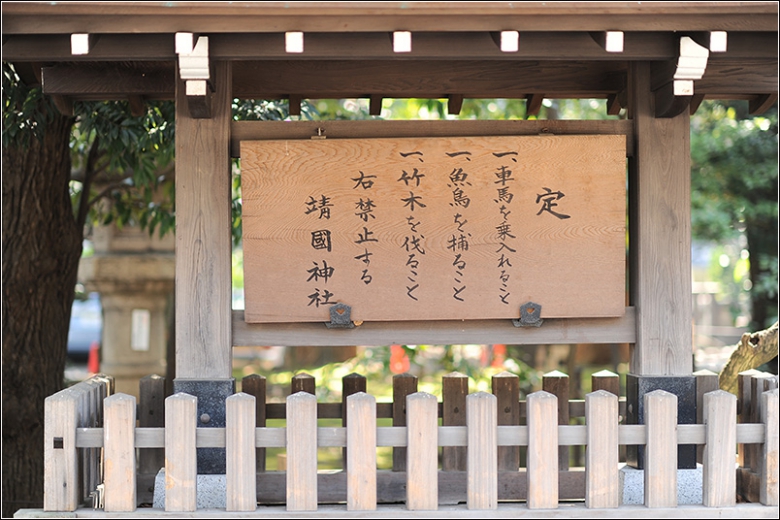 定
一、車馬を乗入れること
一、魚鳥を捕ること
一、竹木を伐ること
右禁止する
靖國神社